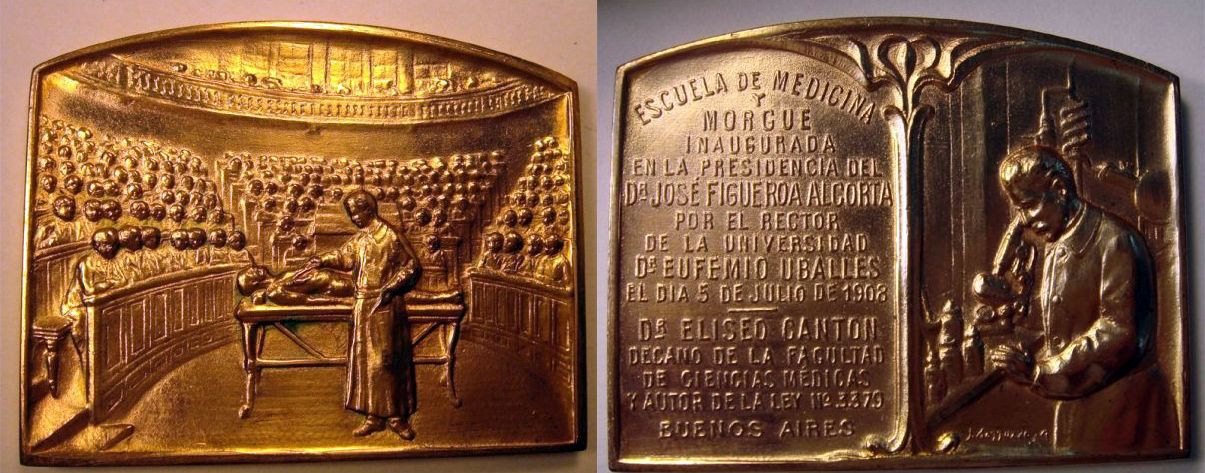 ESCUELA DE MEDICINA
Y
MORGUE
INAUGURADA
EN LA PRESIDENCIA DEL
DR. JOSÉ FIGUEROA ALCORTA
POR EL RECTOR
DE LA UNIVERSIDAD
DR. EUFEMIO UBALLES
EL DIA 5 DE JULIO DE 1908
DR. ELISEO CANTON
DECANO DE LA FACULTAD
DE CIENCIAS MÉDICAS
Y AUTOR DE LA LEY No. 3379
BUENOS AIRES